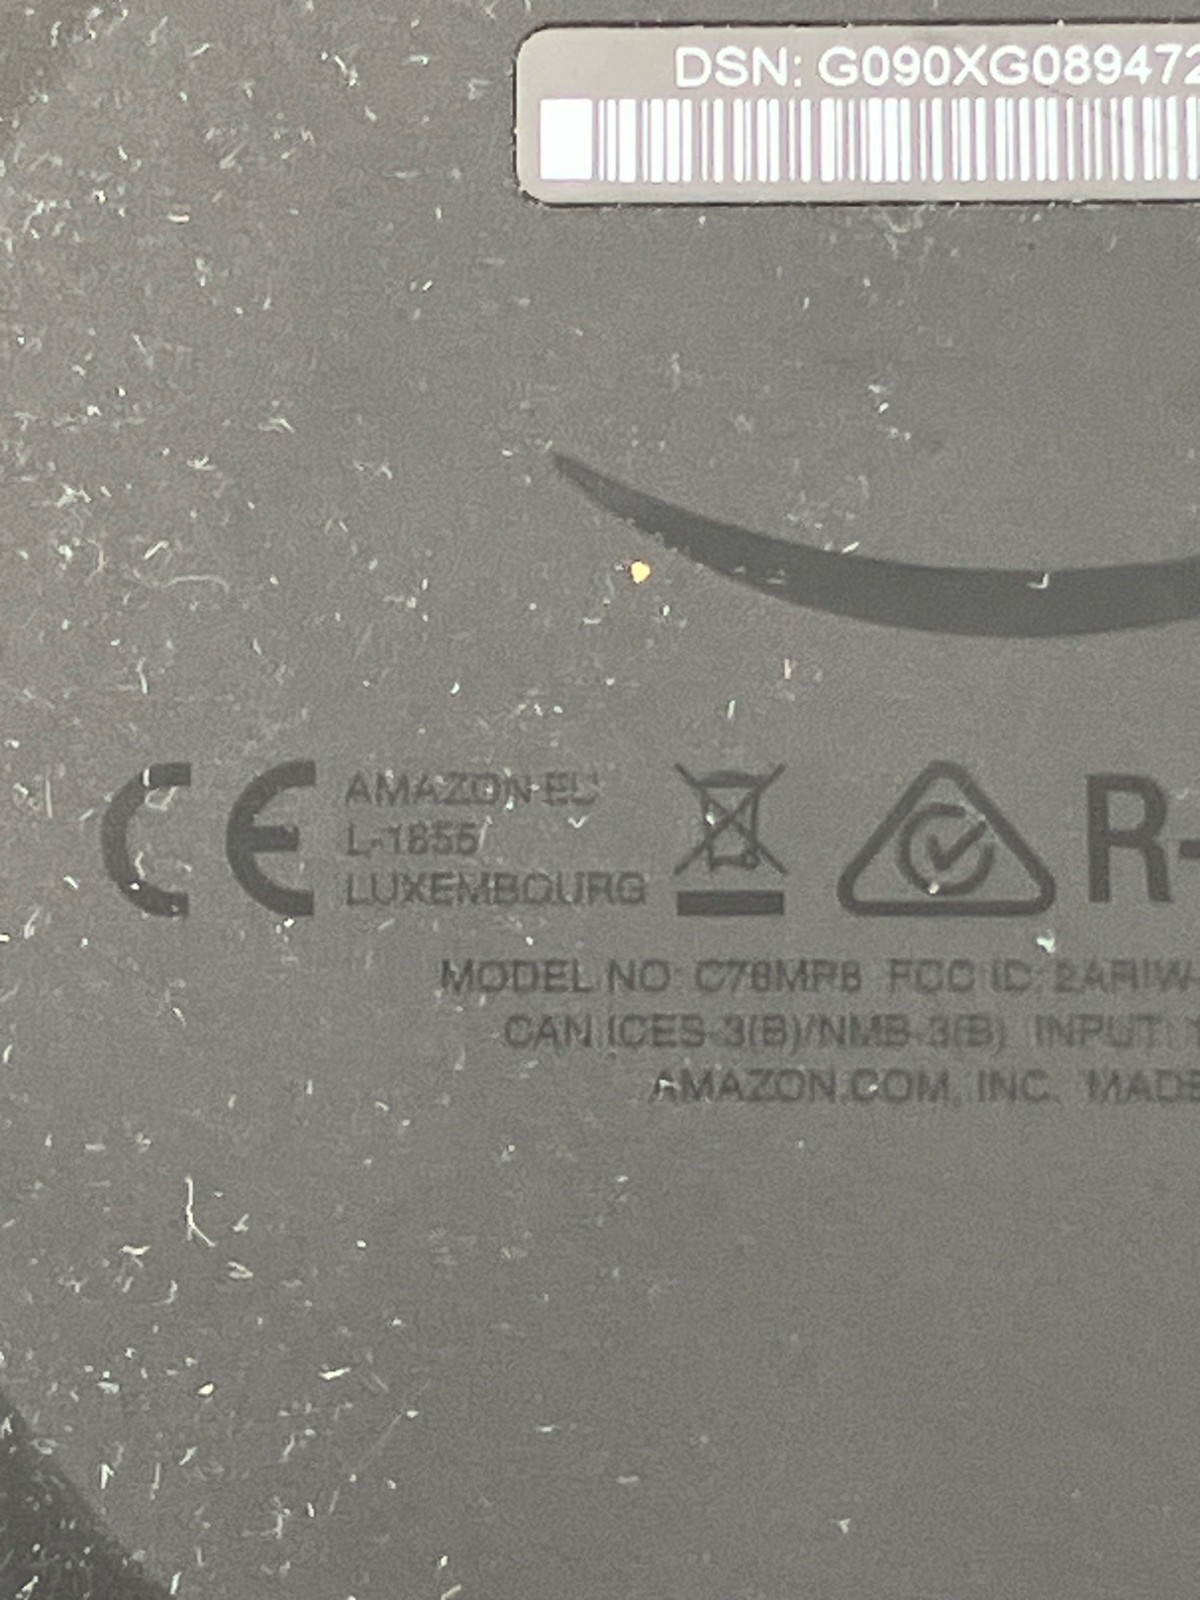 DSN: G090XG089472
CE
AMAZON EU
L-1855
LUXEMBOURG
R-
MODEL NO: C78MP8 FCC ID: 2ARIW-
CAN ICES-3(B)/NMB-3(B) INPUT:
AMAZON.COM, INC. MADE